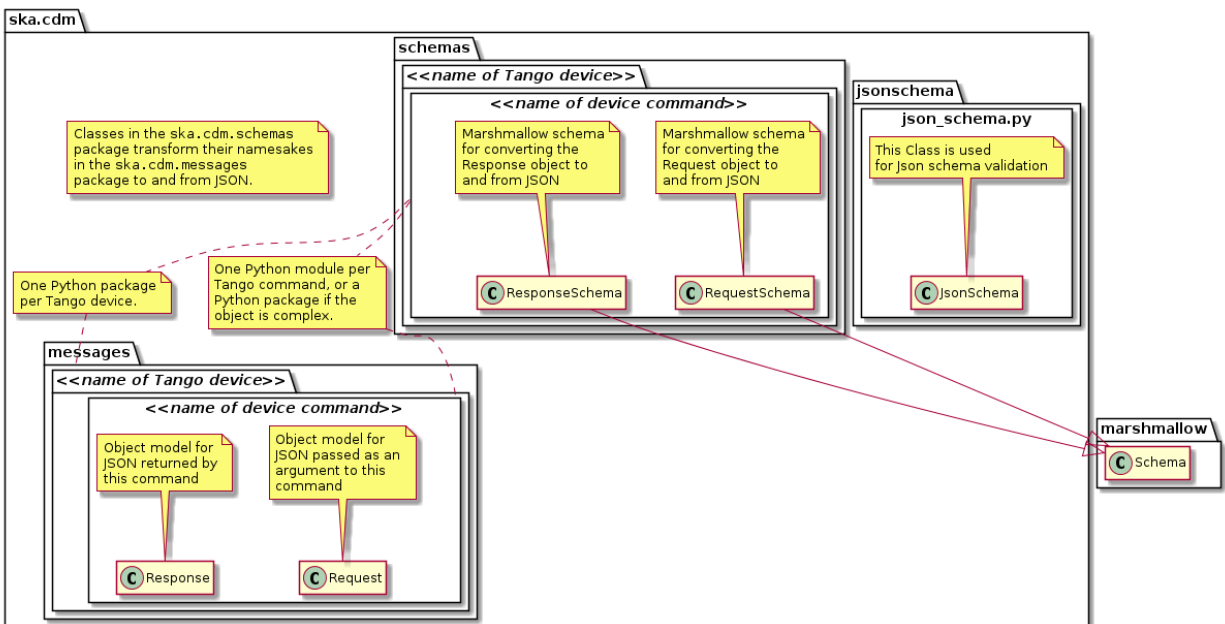 ska.cdm
schemas
<<name of Tango device>>
<<name of device command>>
jsonschema
json_schema.py
Classes in the ska.cdm.schemas
package transform their namesakes
in the ska.cdm.messages
package to and from JSON.
Marshmallow schema
for converting the
Response object to
and from JSON
Marshmallow schema
for converting the
Request object to
and from JSON
This Class is used
for Json schema validation
One Python package
per Tango device.
One Python module per
Tango command, or a
Python package if the
object is complex.
C ResponseSchema
C RequestSchema
C JsonSchema
messages
<<name of Tango device>>
<<name of device command>>
Object model for
JSON returned by
this command
Object model for
JSON passed as an
argument to this
command
marshmallow
C Schema
C Response
C Request